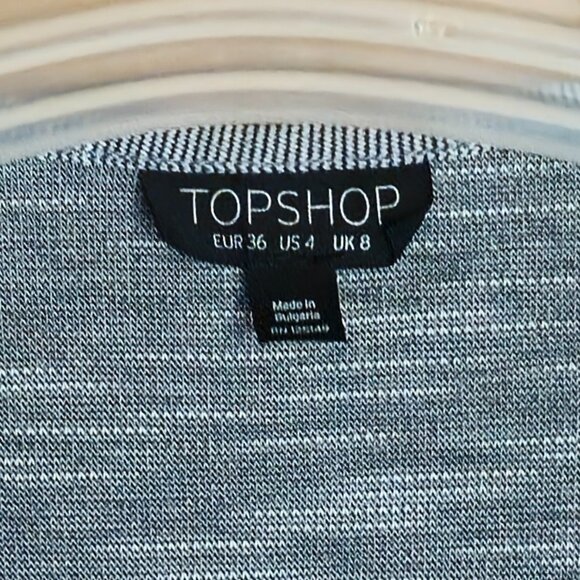 TOPSHOP
EUR 36 US 4 UK 8
Made in
Bulgaria